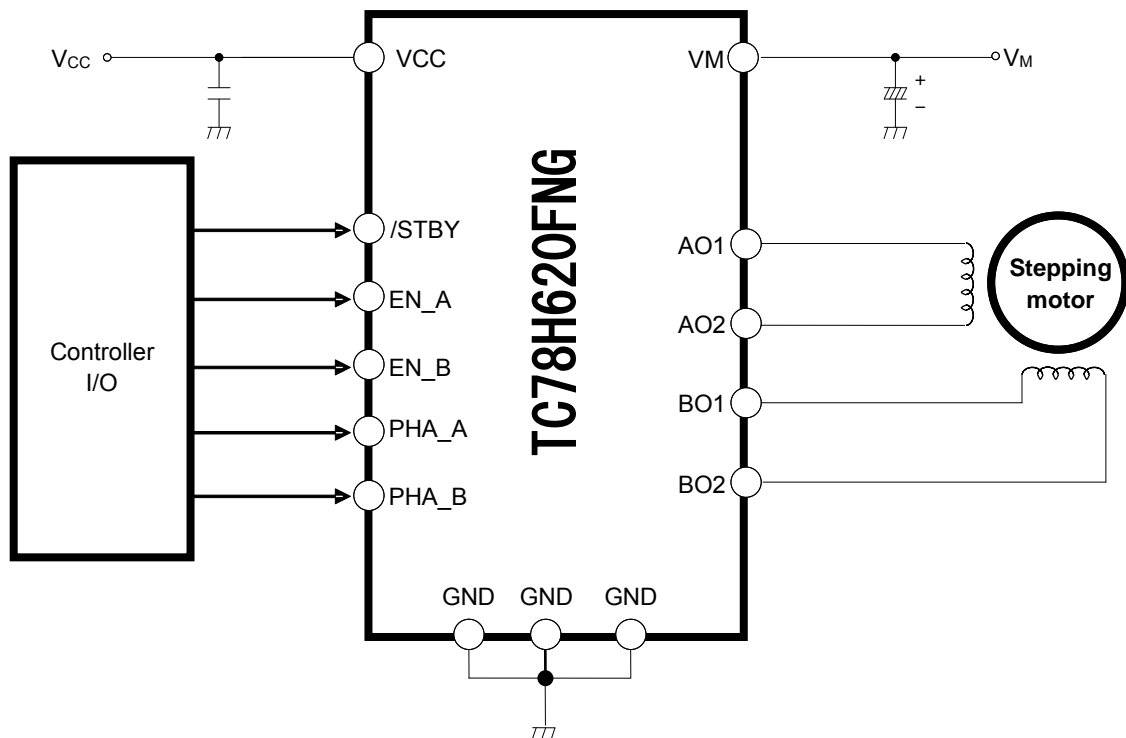 VCC
VCC
VM
VM
+
−
TC78H620FNG
/STBY
EN_A
EN_B
PHA_A
PHA_B
Controller
I/O
AO1
AO2
BO1
BO2
Stepping
motor
GND
GND
GND